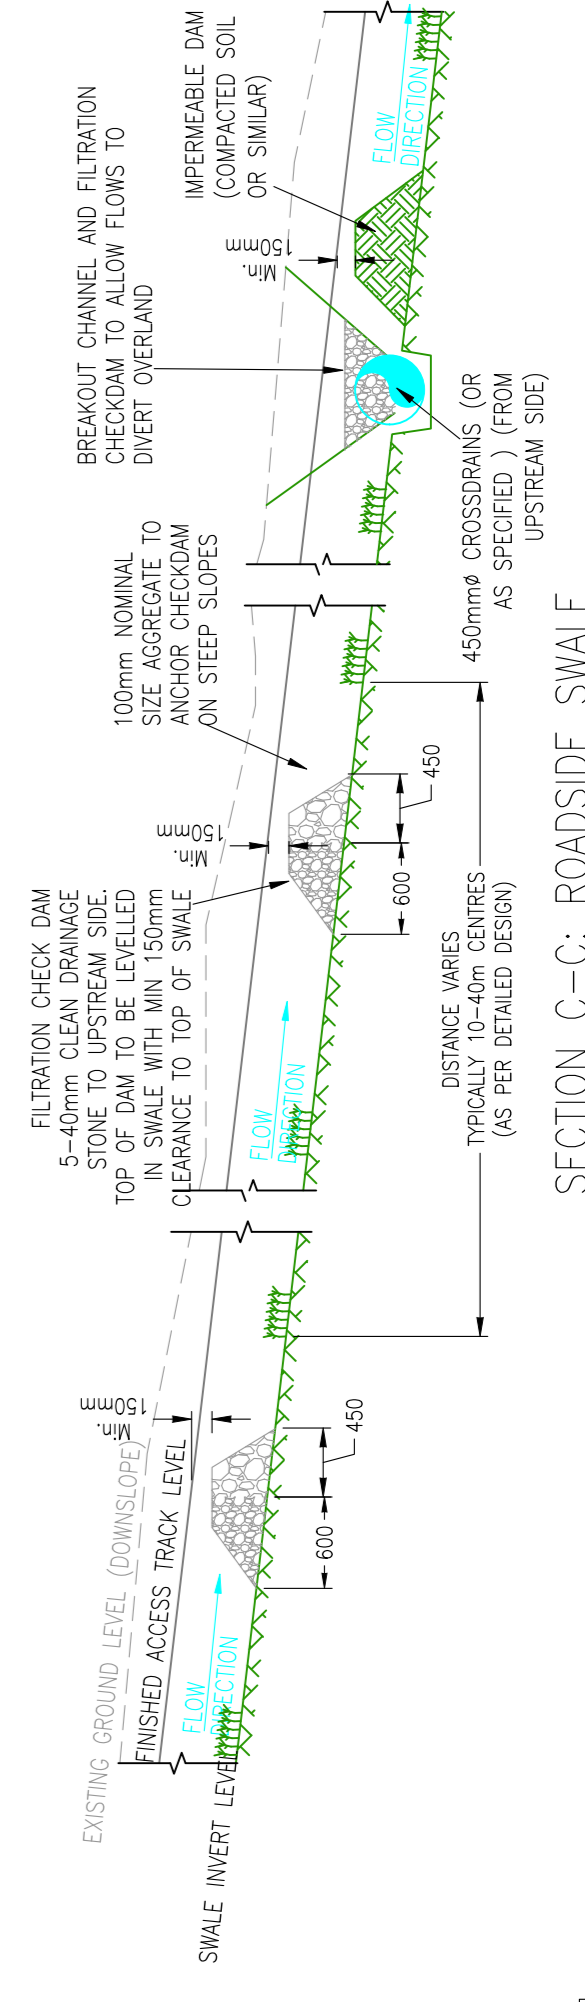 EXISTING GROUND LEVEL (DOWNSLOPE)
FINISHED ACCESS TRACK LEVEL
SWALE INVERT LEVEL
FLOW
DIRECTION
Min.
150mm
600
450
FILTRATION CHECK DAM
5-40mm CLEAN DRAINAGE
STONE TO UPSTREAM SIDE.
TOP OF DAM TO BE LEVELLED
IN SWALE WITH MIN 150mm
CLEARANCE TO TOP OF SWALE
FLOW
DIRECTION
Min.
150mm
600
450
100mm NOMINAL
SIZE AGGREGATE TO
ANCHOR CHECKDAM
ON STEEP SLOPES
DISTANCE VARIES
TYPICALLY 10-40m CENTRES
(AS PER DETAILED DESIGN)
BREAKOUT CHANNEL AND FILTRATION
CHECKDAM TO ALLOW FLOWS TO
DIVERT OVERLAND
450mmø CROSSDRAINS (OR
AS SPECIFIED ) (FROM
UPSTREAM SIDE)
Min.
150mm
IMPERMEABLE DAM
(COMPACTED SOIL
OR SIMILAR)
FLOW
DIRECTION
SECTION C-C: ROADSIDE SWALE